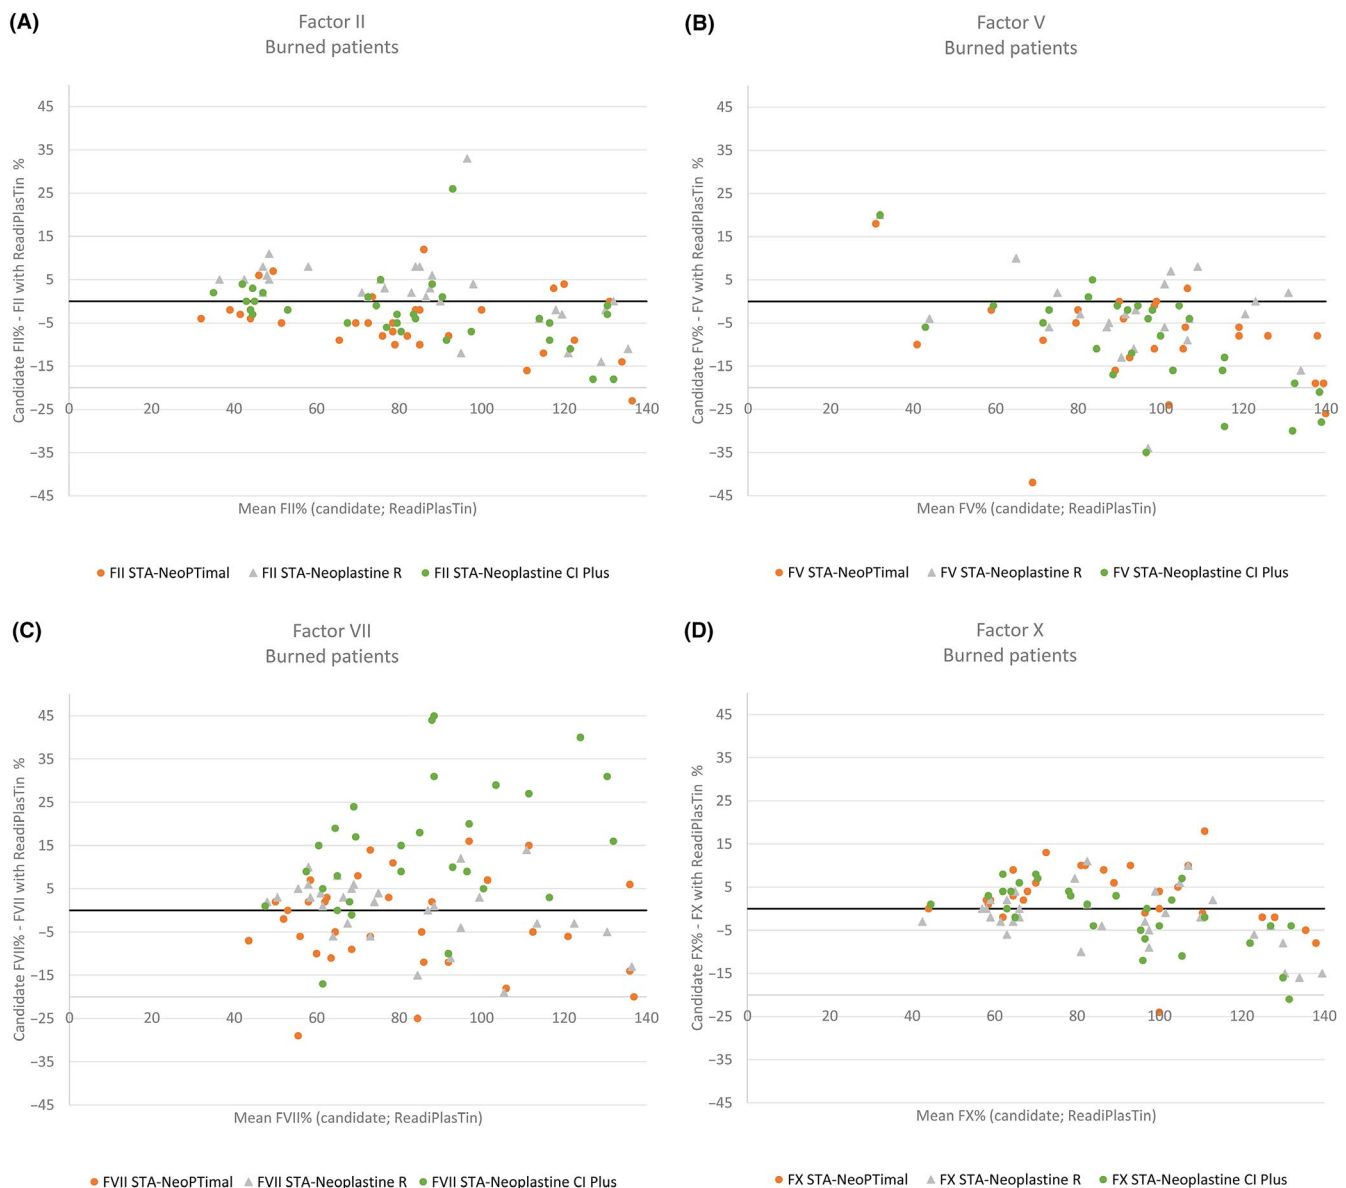 (A)
Factor II
Burned patients
Candidate FII% - FII with ReadiPlasTin %
45
35
25
15
5
−5
−15
−25
−35
−45
0 20 40 60 80 100 120 140
Mean FII% (candidate; ReadiPlasTin)
FII STA-NeoPTimal FII STA-Neoplastine R FII STA-Neoplastine CI Plus
(B)
Factor V
Burned patients
Candidate FV% - FV with ReadiPlasTin %
45
35
25
15
5
−5
−15
−25
−35
−45
0 20 40 60 80 100 120 140
Mean FV% (candidate; ReadiPlasTin)
FV STA-NeoPTimal FV STA-Neoplastine R FV STA-Neoplastine CI Plus
(C)
Factor VII
Burned patients
Candidate FVII% - FVII with ReadiPlasTin %
45
35
25
15
5
−5
−15
−25
−35
−45
0 20 40 60 80 100 120 140
Mean FVII% (candidate; ReadiPlasTin)
FVII STA-NeoPTimal FVII STA-Neoplastine R FVII STA-Neoplastine CI Plus
(D)
Factor X
Burned patients
Candidate FX% - FX with ReadiPlasTin %
45
35
25
15
5
−5
−15
−25
−35
−45
0 20 40 60 80 100 120 140
Mean FX% (candidate; ReadiPlasTin)
FX STA-NeoPTimal FX STA-Neoplastine R FX STA-Neoplastine CI Plus